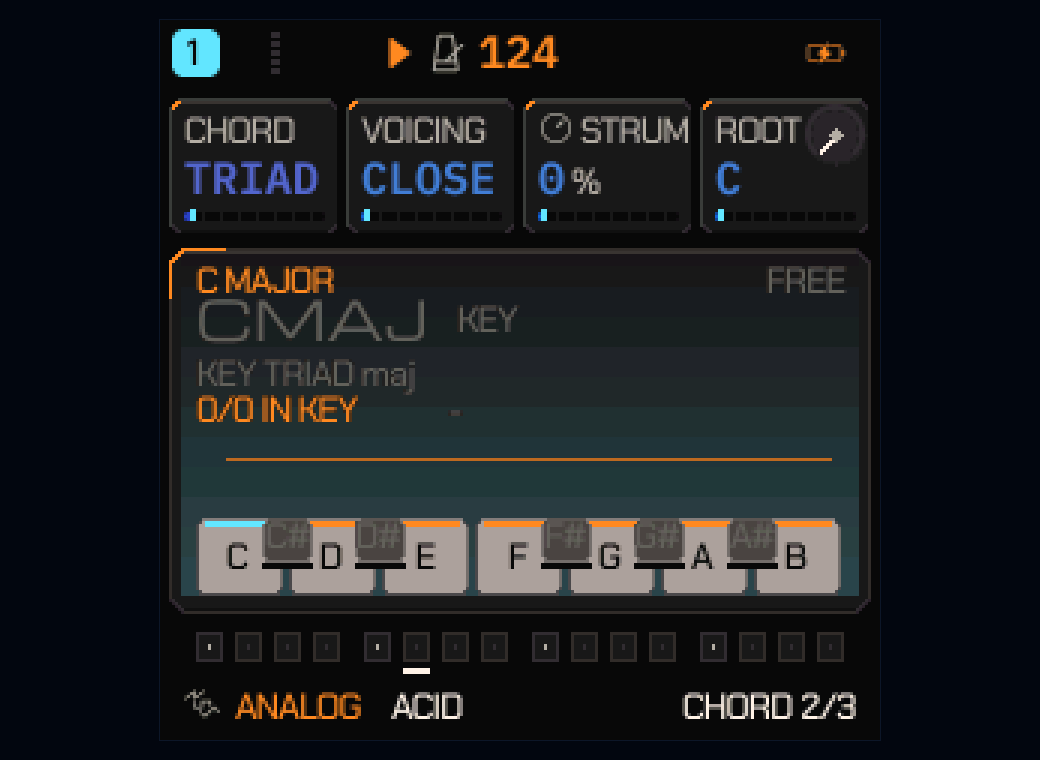 1 124
CHORD VOICING STRUM ROOT
TRIAD CLOSE 0% C
C MAJOR FREE
CMAJ KEY
KEY TRIAD maj
0/0 IN KEY -
C# D# F# G# A#
C D E F G A B
ANALOG ACID CHORD 2/3